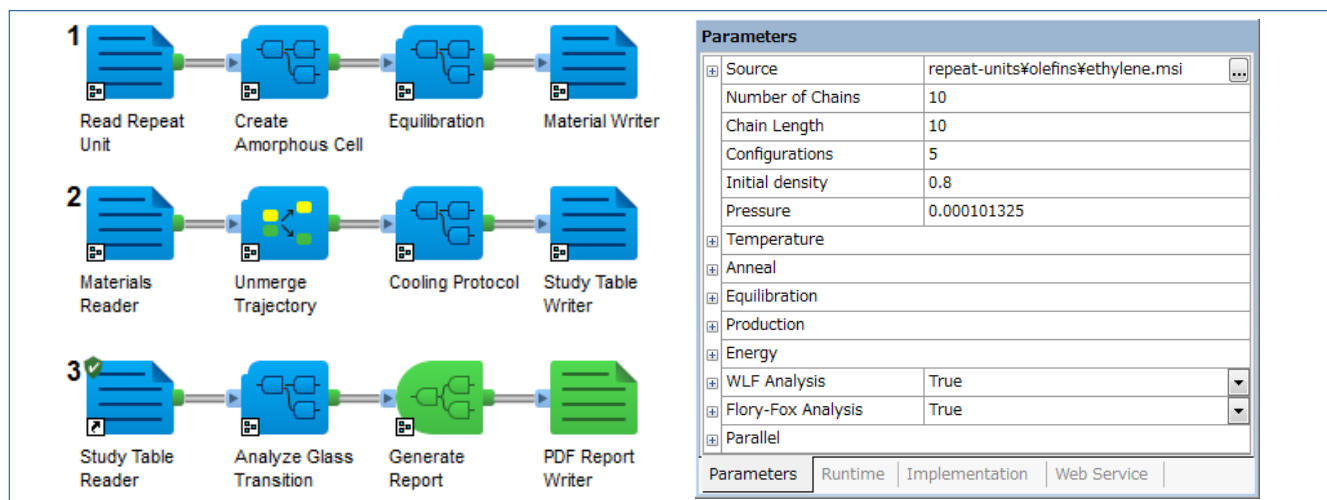 1
Read Repeat
Unit
Create
Amorphous Cell
Equilibration
Material Writer
2
Materials
Reader
Unmerge
Trajectory
Cooling Protocol
Study Table
Writer
3
Study Table
Reader
Analyze Glass
Transition
Generate
Report
PDF Report
Writer
Parameters
Source repeat-units¥olefins¥ethylene.msi ...
Number of Chains 10
Chain Length 10
Configurations 5
Initial density 0.8
Pressure 0.000101325
Temperature
Anneal
Equilibration
Production
Energy
WLF Analysis True
Flory-Fox Analysis True
Parallel
Parameters Runtime Implementation Web Service